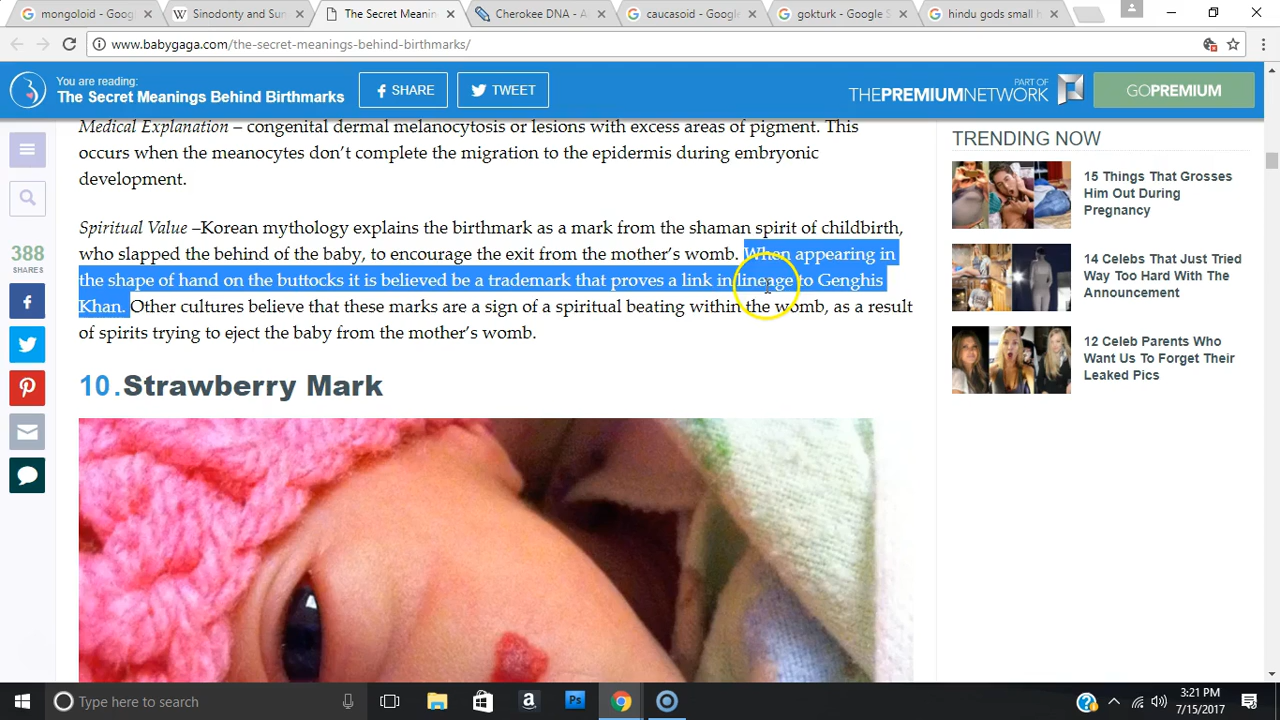 mongoloid - Google
Sinodonty and Sun
The Secret Meanin
Cherokee DNA - A
caucasoid - Google
gokturk - Google S
hindu gods small h
www.babygaga.com/the-secret-meanings-behind-birthmarks/
You are reading:
The Secret Meanings Behind Birthmarks
SHARE
TWEET
PART OF
THEPREMIUMNETWORK
GOPREMIUM
Medical Explanation – congenital dermal melanocytosis or lesions with excess areas of pigment. This
occurs when the meanocytes don't complete the migration to the epidermis during embryonic
development.
Spiritual Value –Korean mythology explains the birthmark as a mark from the shaman spirit of childbirth,
who slapped the behind of the baby, to encourage the exit from the mother's womb. When appearing in
the shape of hand on the buttocks it is believed be a trademark that proves a link in lineage to Genghis
Khan. Other cultures believe that these marks are a sign of a spiritual beating within the womb, as a result
of spirits trying to eject the baby from the mother's womb.
10. Strawberry Mark
388
SHARES
TRENDING NOW
15 Things That Grosses
Him Out During
Pregnancy
14 Celebs That Just Tried
Way Too Hard With The
Announcement
12 Celeb Parents Who
Want Us To Forget Their
Leaked Pics
Type here to search
3:21 PM
7/15/2017